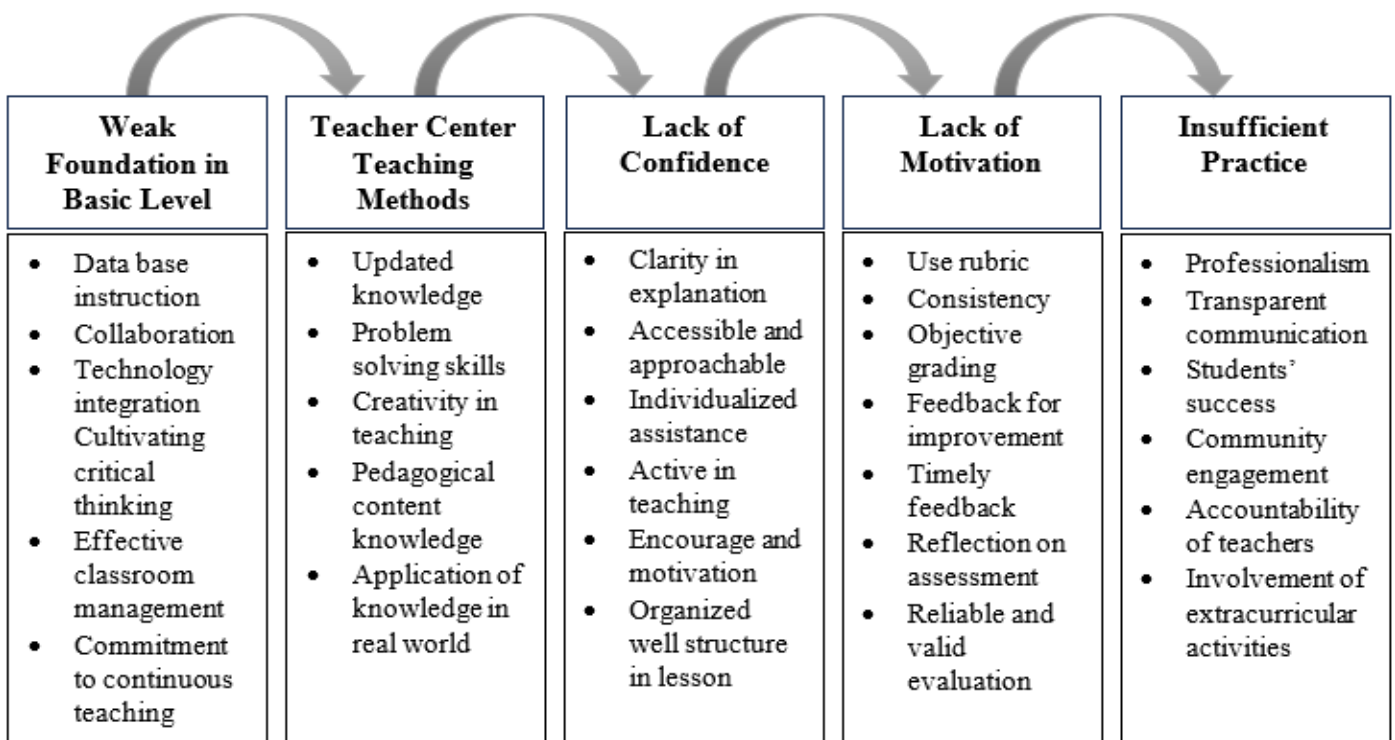 Weak
Foundation in
Basic Level
• Data base
instruction
• Collaboration
• Technology
integration
Cultivating
critical
thinking
• Effective
classroom
management
• Commitment
to continuous
teaching
Teacher Center
Teaching
Methods
• Updated
knowledge
• Problem
solving skills
• Creativity in
teaching
• Pedagogical
content
knowledge
• Application of
knowledge in
real world
Lack of
Confidence
• Clarity in
explanation
• Accessible and
approachable
• Individualized
assistance
• Active in
teaching
• Encourage and
motivation
• Organized
well structure
in lesson
Lack of
Motivation
• Use rubric
• Consistency
• Objective
grading
• Feedback for
improvement
• Timely
feedback
• Reflection on
assessment
• Reliable and
valid
evaluation
Insufficient
Practice
• Professionalism
• Transparent
communication
• Students’
success
• Community
engagement
• Accountability
of teachers
• Involvement of
extracurricular
activities